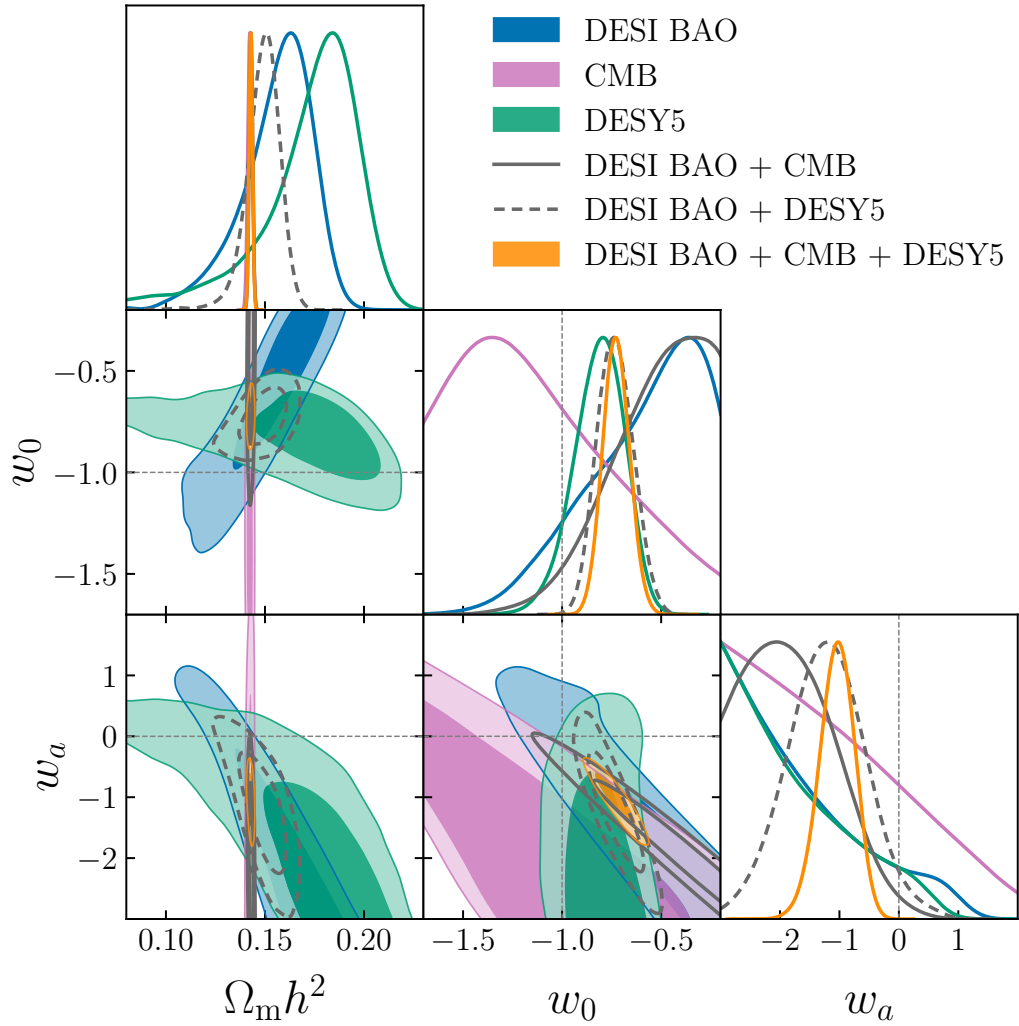 DESI BAO
CMB
DESY5
DESI BAO + CMB
DESI BAO + DESY5
DESI BAO + CMB + DESY5
−0.5
−1.0
−1.5
w₀
1
0
−1
−2
wₐ
0.10 0.15 0.20
−1.5 −1.0 −0.5
−2 −1 0 1
Ωₘh²
w₀
wₐ